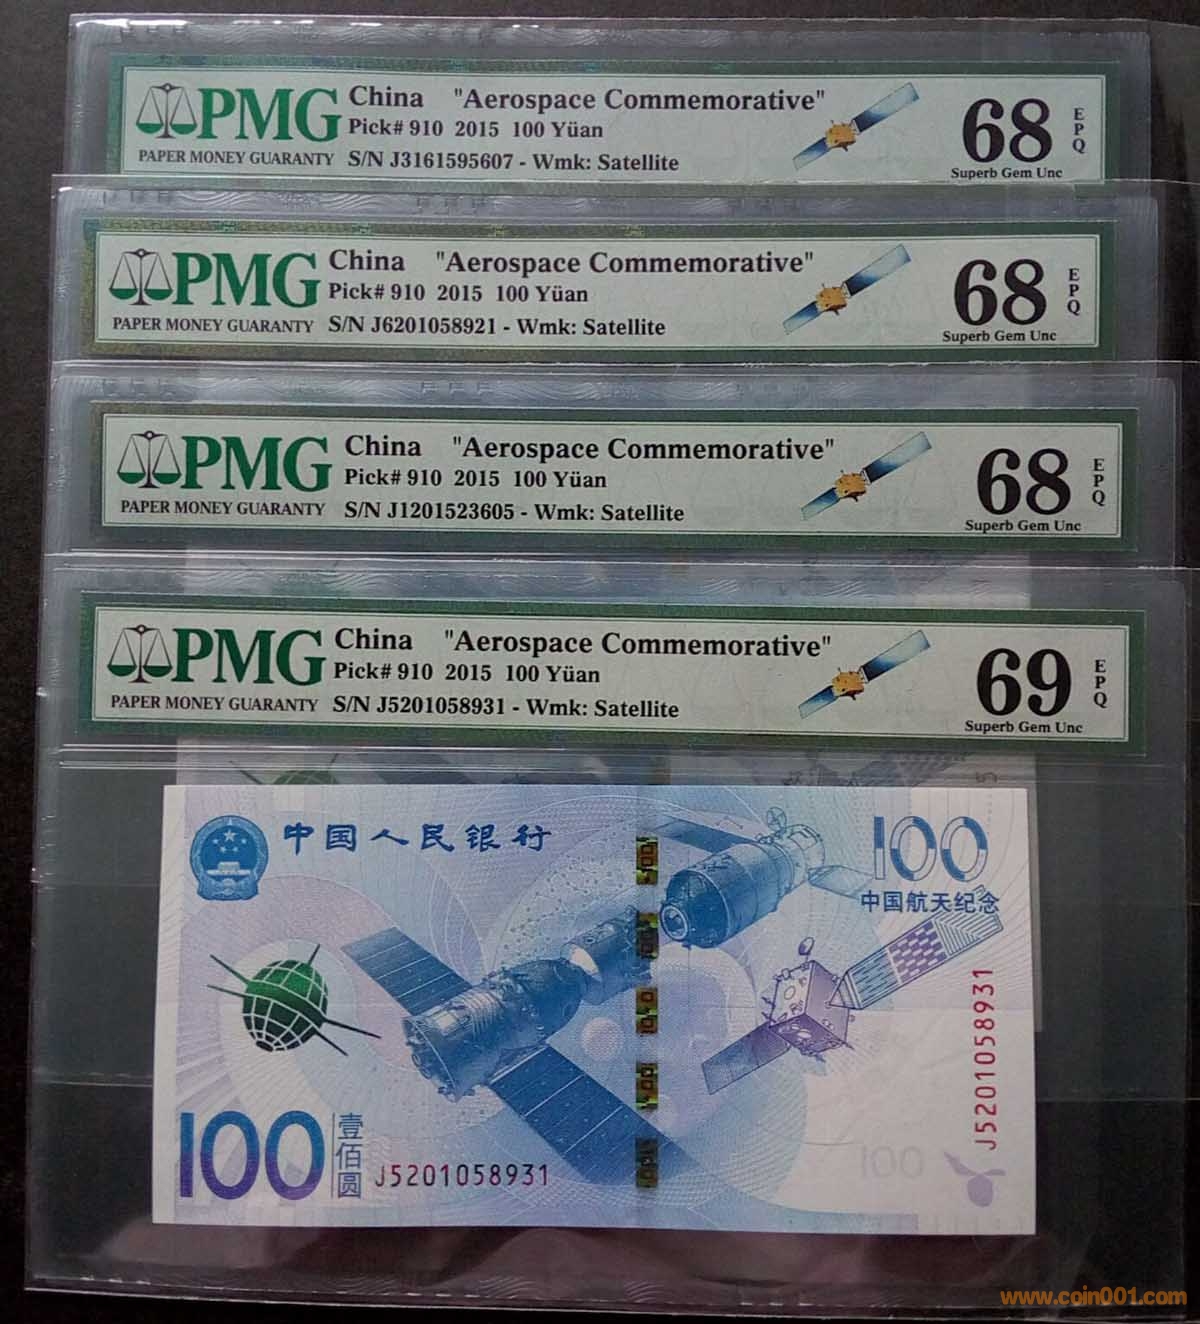 PMG
PAPER MONEY GUARANTY
China "Aerospace Commemorative"
Pick# 910 2015 100 Yüan
S/N J3161595607 - Wmk: Satellite
68
EPQ
Superb Gem Unc
PMG
PAPER MONEY GUARANTY
China "Aerospace Commemorative"
Pick# 910 2015 100 Yüan
S/N J6201058921 - Wmk: Satellite
68
EPQ
Superb Gem Unc
PMG
PAPER MONEY GUARANTY
China "Aerospace Commemorative"
Pick# 910 2015 100 Yüan
S/N J1201523605 - Wmk: Satellite
68
EPQ
Superb Gem Unc
PMG
PAPER MONEY GUARANTY
China "Aerospace Commemorative"
Pick# 910 2015 100 Yüan
S/N J5201058931 - Wmk: Satellite
69
EPQ
Superb Gem Unc
中国人民银行
100
中国航天纪念
J5201058931
100
壹佰圆
J5201058931
100
www.coin001.com